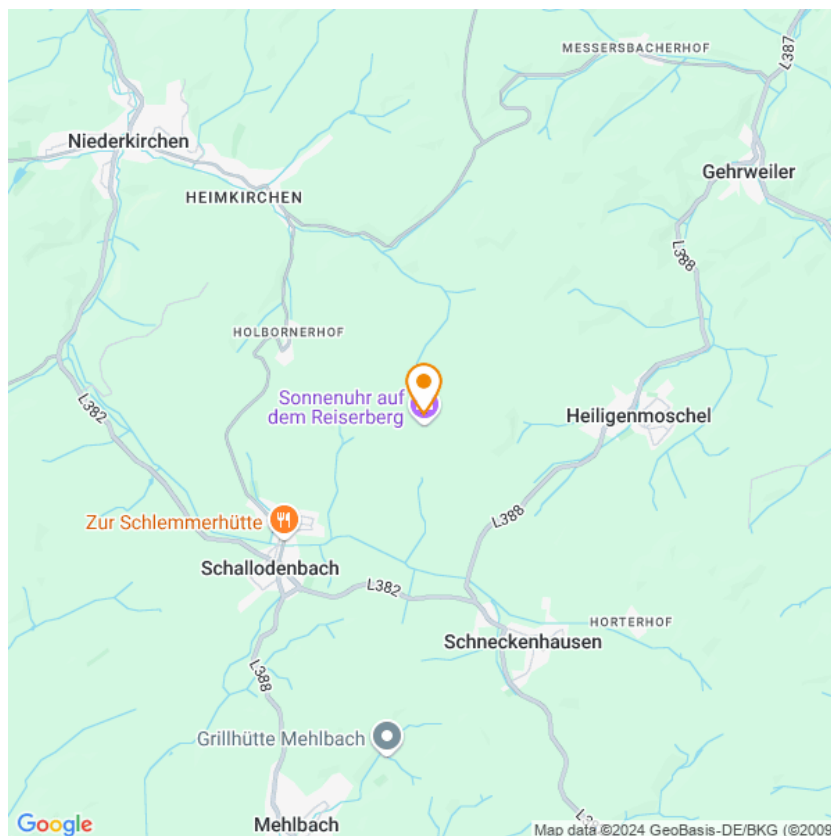 MESSERSBACHERHOF
L387
Niederkirchen
Gehrweiler
HEIMKIRCHEN
L388
HOLBORNERHOF
Sonnenuhr auf
dem Reiserberg
L382
Heiligenmoschel
L388
Zur Schlemmerhütte
Schallodenbach
L382
HORTERHOF
Schneckenhausen
L388
Grillhütte Mehlbach
Mehlbach
Google
Map data ©2024 GeoBasis-DE/BKG (©2009